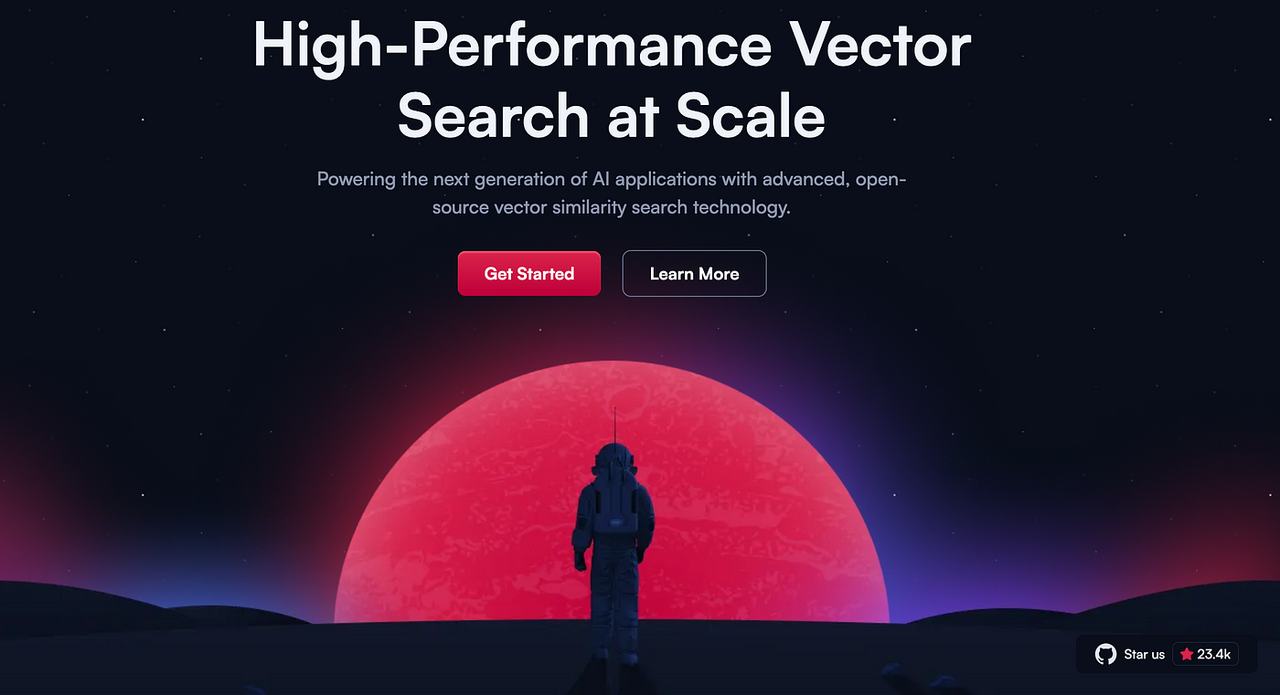 High-Performance Vector
Search at Scale
Powering the next generation of AI applications with advanced, open-
source vector similarity search technology.
Get Started
Learn More
Star us
23.4k